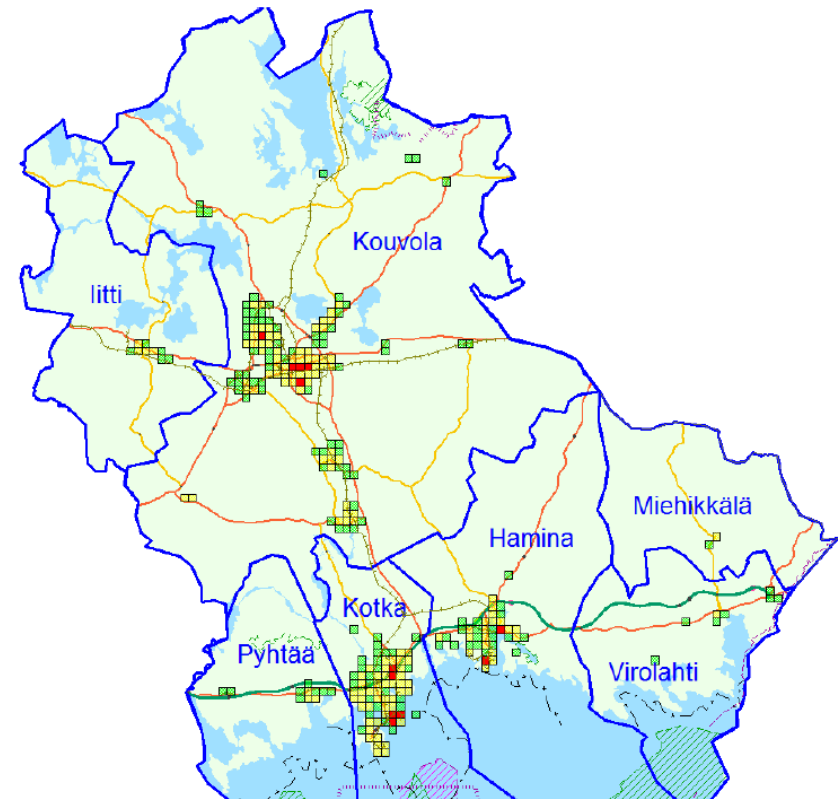 Kouvola
Iitti
Miehikkälä
Hamina
Kotka
Pyhtää
Virolahti